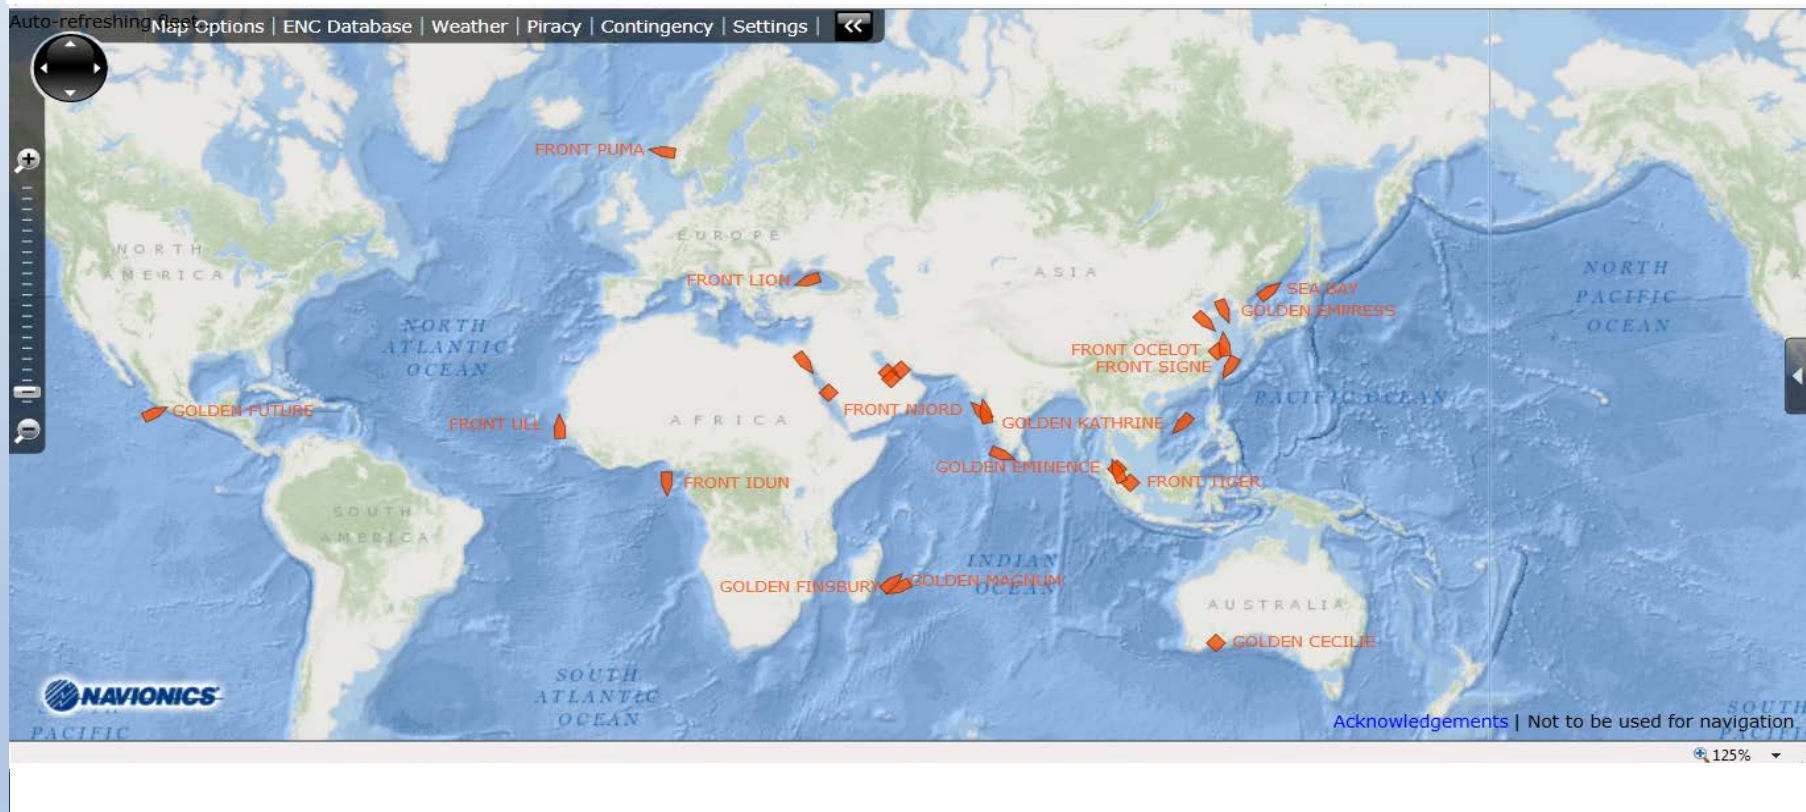 Auto-refreshing fleet
Map Options | ENC Database | Weather | Piracy | Contingency | Settings |
FRONT PUMA
EUROPE
NORTH
AMERICA
ASIA
NORTH
PACIFIC
OCEAN
FRONT LION
SEA BAY
GOLDEN EMPRESS
NORTH
ATLANTIC
OCEAN
FRONT OCELOT
FRONT SIGNE
PACIFIC OCEAN
GOLDEN FUTURE
FRONT ULL
AFRICA
FRONT NJORD
GOLDEN KATHRINE
GOLDEN EMINENCE
FRONT TIGER
FRONT IDUN
SOUTH
AMERICA
INDIAN
OCEAN
GOLDEN FINSBURY
GOLDEN MAGNUM
AUSTRALIA
GOLDEN CECILIE
SOUTH
ATLANTIC
OCEAN
NAVIONICS
PACIFIC
SOUTH
PACIFIC
Acknowledgements | Not to be used for navigation
125%